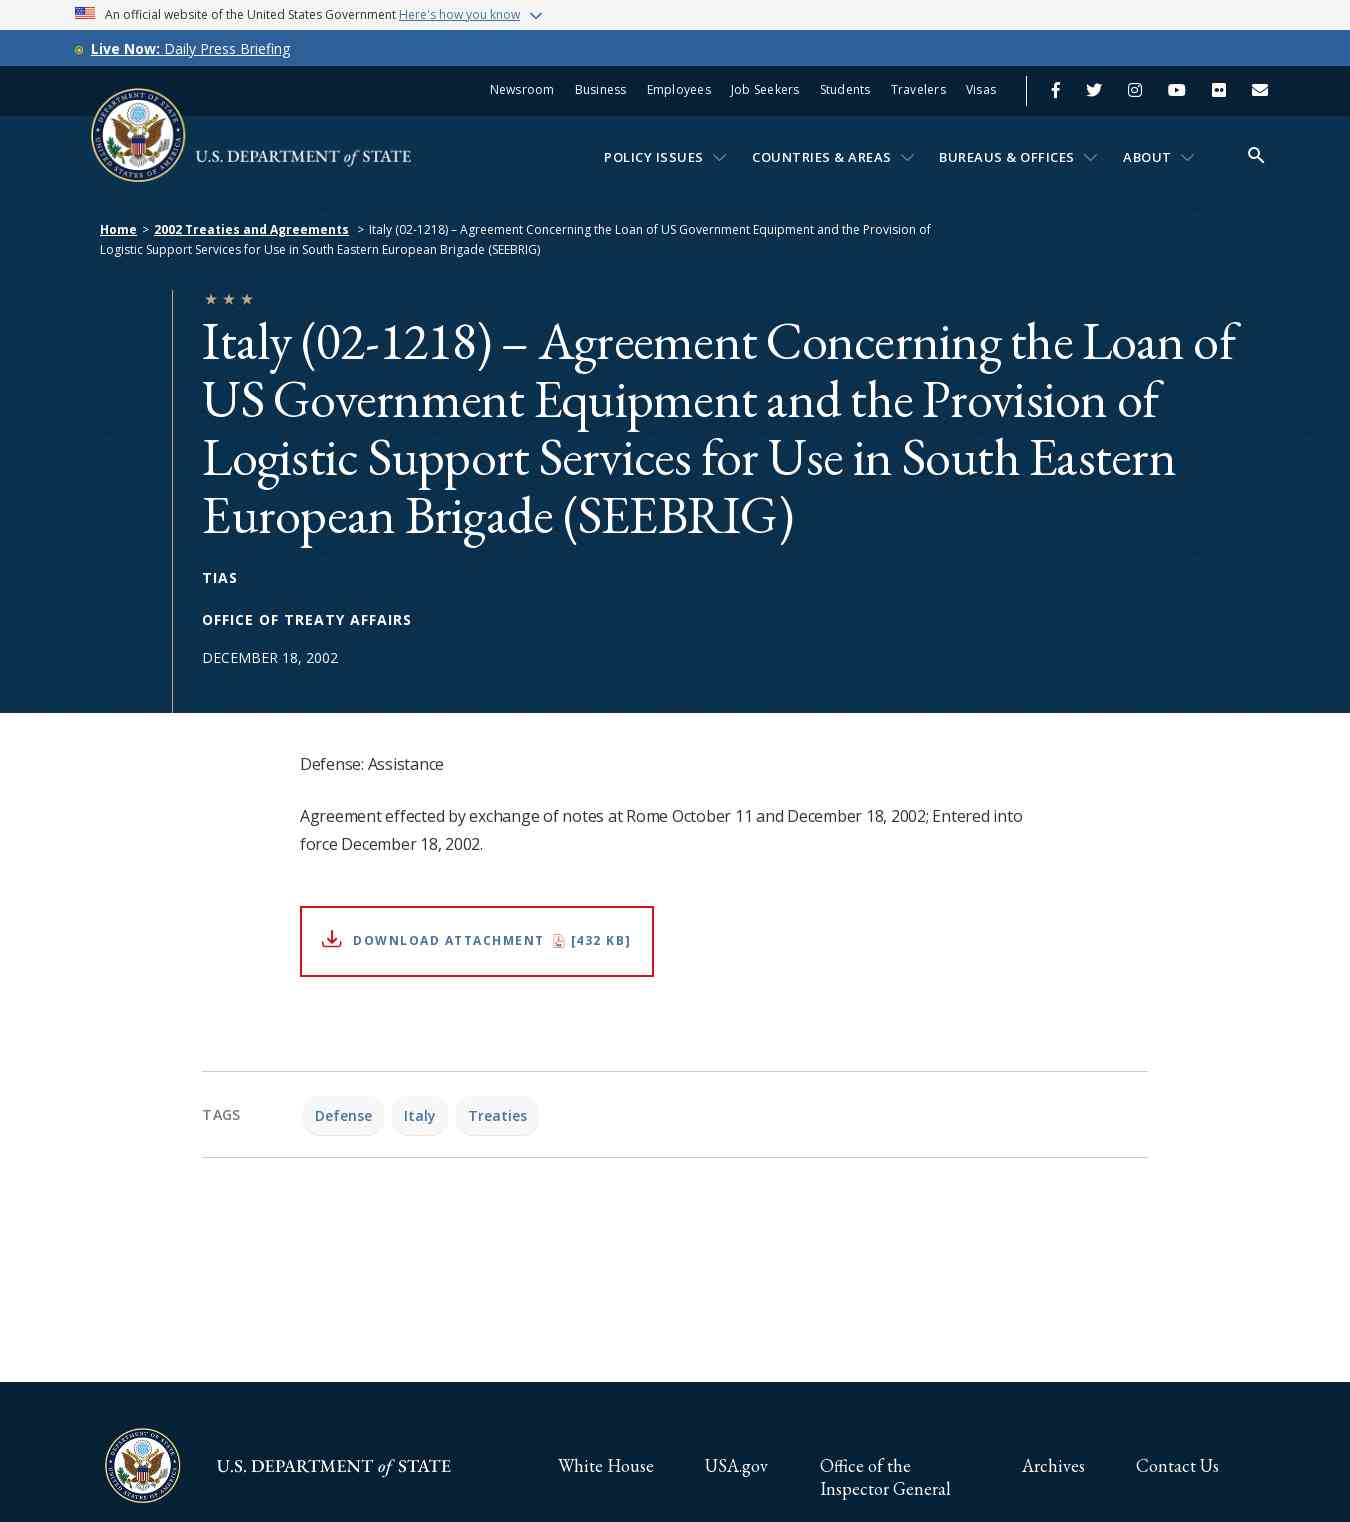 An official website of the United States Government Here's how you know
Live Now: Daily Press Briefing
Newsroom Business Employees Job Seekers Students Travelers Visas
U.S. DEPARTMENT of STATE
POLICY ISSUES COUNTRIES & AREAS BUREAUS & OFFICES ABOUT
Home > 2002 Treaties and Agreements > Italy (02-1218) – Agreement Concerning the Loan of US Government Equipment and the Provision of
Logistic Support Services for Use in South Eastern European Brigade (SEEBRIG)
Italy (02-1218) – Agreement Concerning the Loan of
US Government Equipment and the Provision of
Logistic Support Services for Use in South Eastern
European Brigade (SEEBRIG)
TIAS
OFFICE OF TREATY AFFAIRS
DECEMBER 18, 2002
Defense: Assistance
Agreement effected by exchange of notes at Rome October 11 and December 18, 2002; Entered into
force December 18, 2002.
DOWNLOAD ATTACHMENT [432 KB]
TAGS Defense Italy Treaties
U.S. DEPARTMENT of STATE
White House USA.gov Office of the Archives Contact Us
Inspector General